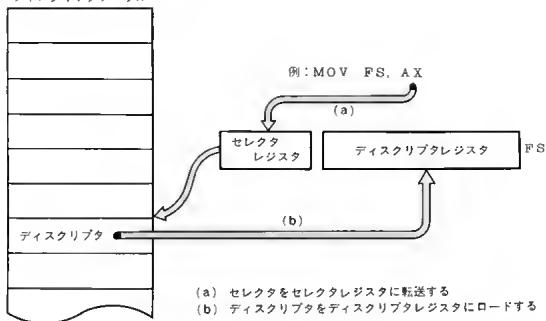 例：MOV FS, AX
(a)
セレクタ
レジスタ
ディスクリプタレジスタ
FS
(b)
ディスクリプタ
(a) セレクタをセレクタレジスタに転送する
(b) ディスクリプタをディスクリプタレジスタにロードする